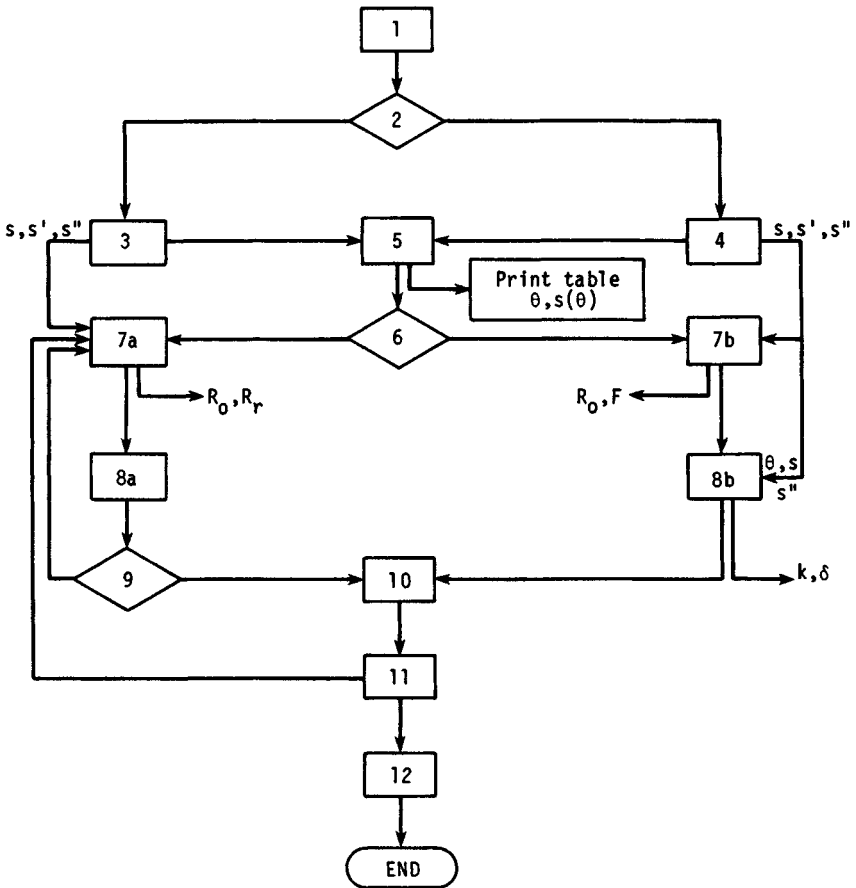 1
2
s,s',s"
3
5
4
s,s',s"
Print table
θ,s(θ)
7a
6
7b
R₀,Rᵣ
R₀,F
8a
8b
θ,s
s"
9
10
k,δ
11
12
END